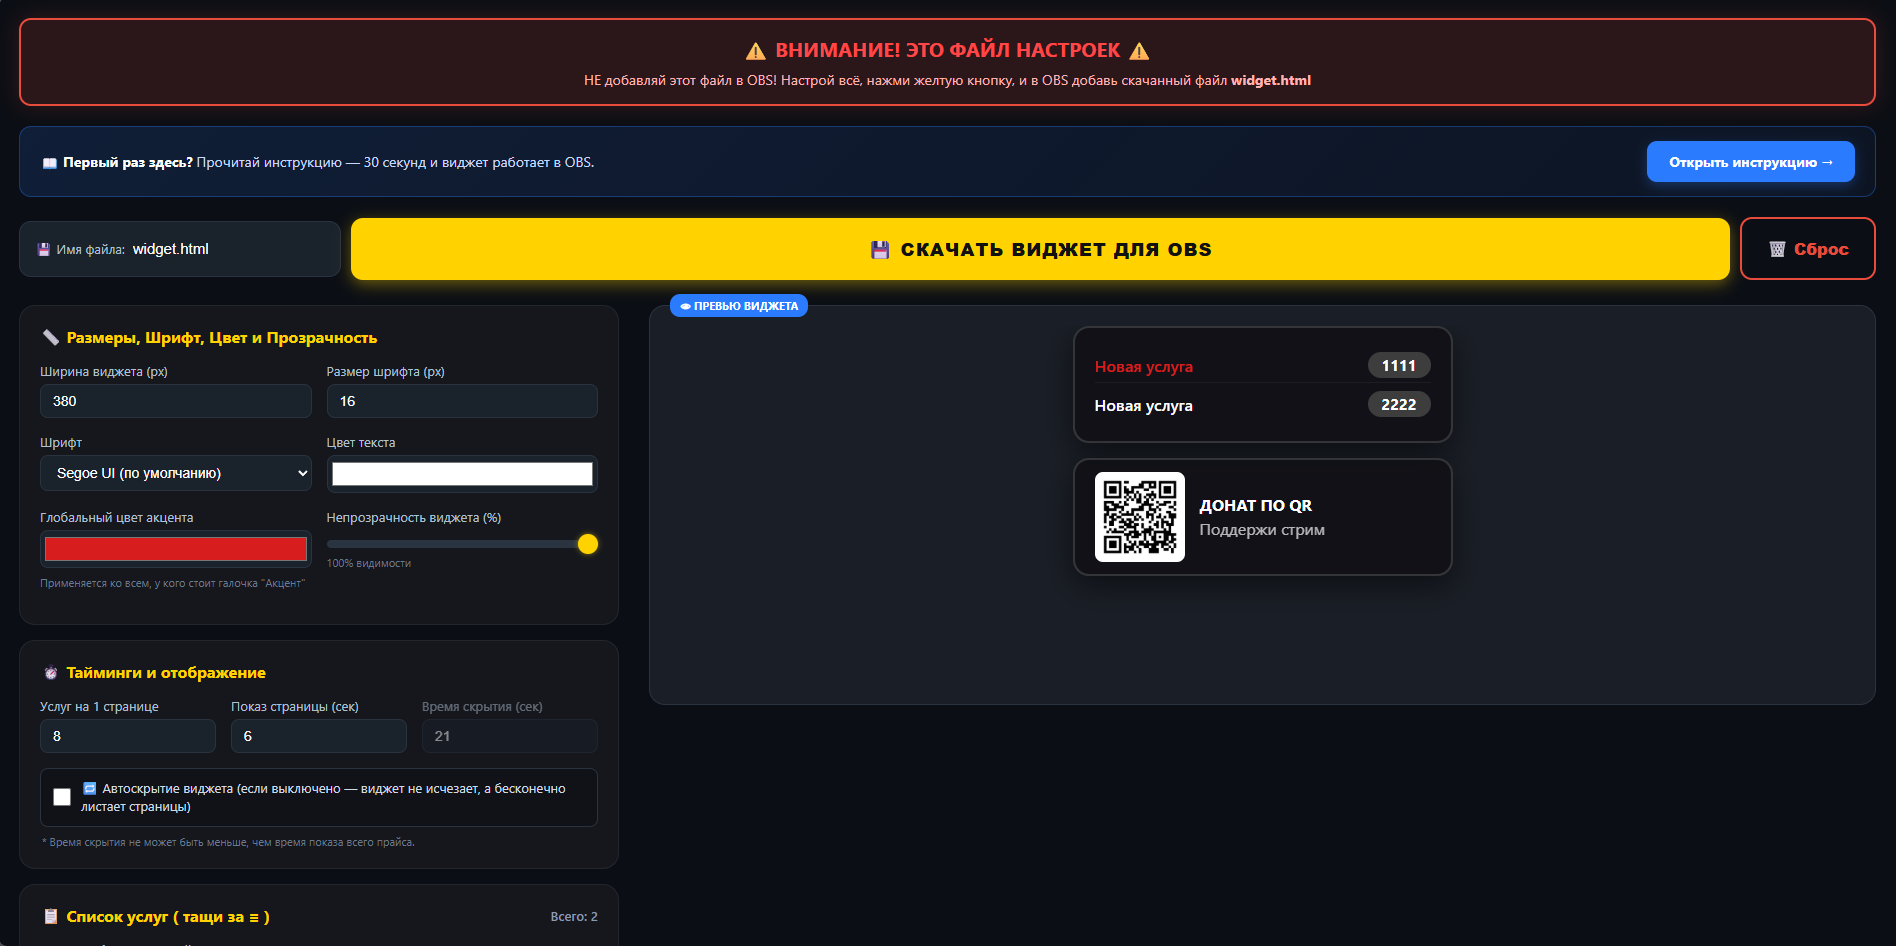 ⚠️ ВНИМАНИЕ! ЭТО ФАЙЛ НАСТРОЕК ⚠️
НЕ добавляй этот файл в OBS! Настрой всё, нажми желтую кнопку, и в OBS добавь скачанный файл widget.html
📖 Первый раз здесь? Прочитай инструкцию — 30 секунд и виджет работает в OBS.
Открыть инструкцию →
💾 Имя файла: widget.html
💾 СКАЧАТЬ ВИДЖЕТ ДЛЯ OBS
🗑️ Сброс
📏 Размеры, Шрифт, Цвет и Прозрачность
Ширина виджета (px)
Размер шрифта (px)
380
16
Шрифт
Цвет текста
Segoe UI (по умолчанию)
Глобальный цвет акцента
Непрозрачность виджета (%)
100% видимости
Применяется ко всем, у кого стоит галочка "Акцент"
⏱️ Тайминги и отображение
Услуг на 1 странице
Показ страницы (сек)
Время скрытия (сек)
8
6
21
🔁 Автоскрытие виджета (если выключено — виджет не исчезает, а бесконечно
листает страницы)
* Время скрытия не может быть меньше, чем время показа всего прайса.
📋 Список услуг ( тащи за ≡ )
Всего: 2
👁 ПРЕВЬЮ ВИДЖЕТА
Новая услуга 1111
Новая услуга 2222
ДОНАТ ПО QR
Поддержи стрим